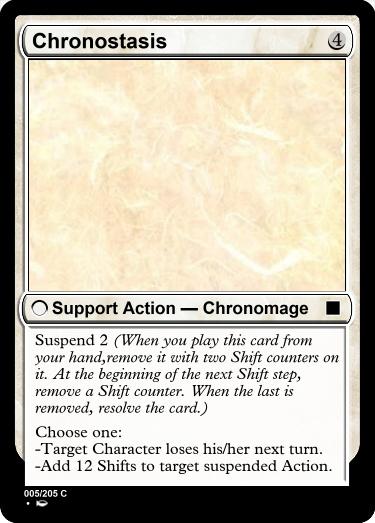 Chronostasis 4
Support Action — Chronomage
Suspend 2 (When you play this card from
your hand,remove it with two Shift counters on
it. At the beginning of the next Shift step,
remove a Shift counter. When the last is
removed, resolve the card.)
Choose one:
-Target Character loses his/her next turn.
-Add 12 Shifts to target suspended Action.
005/205 C